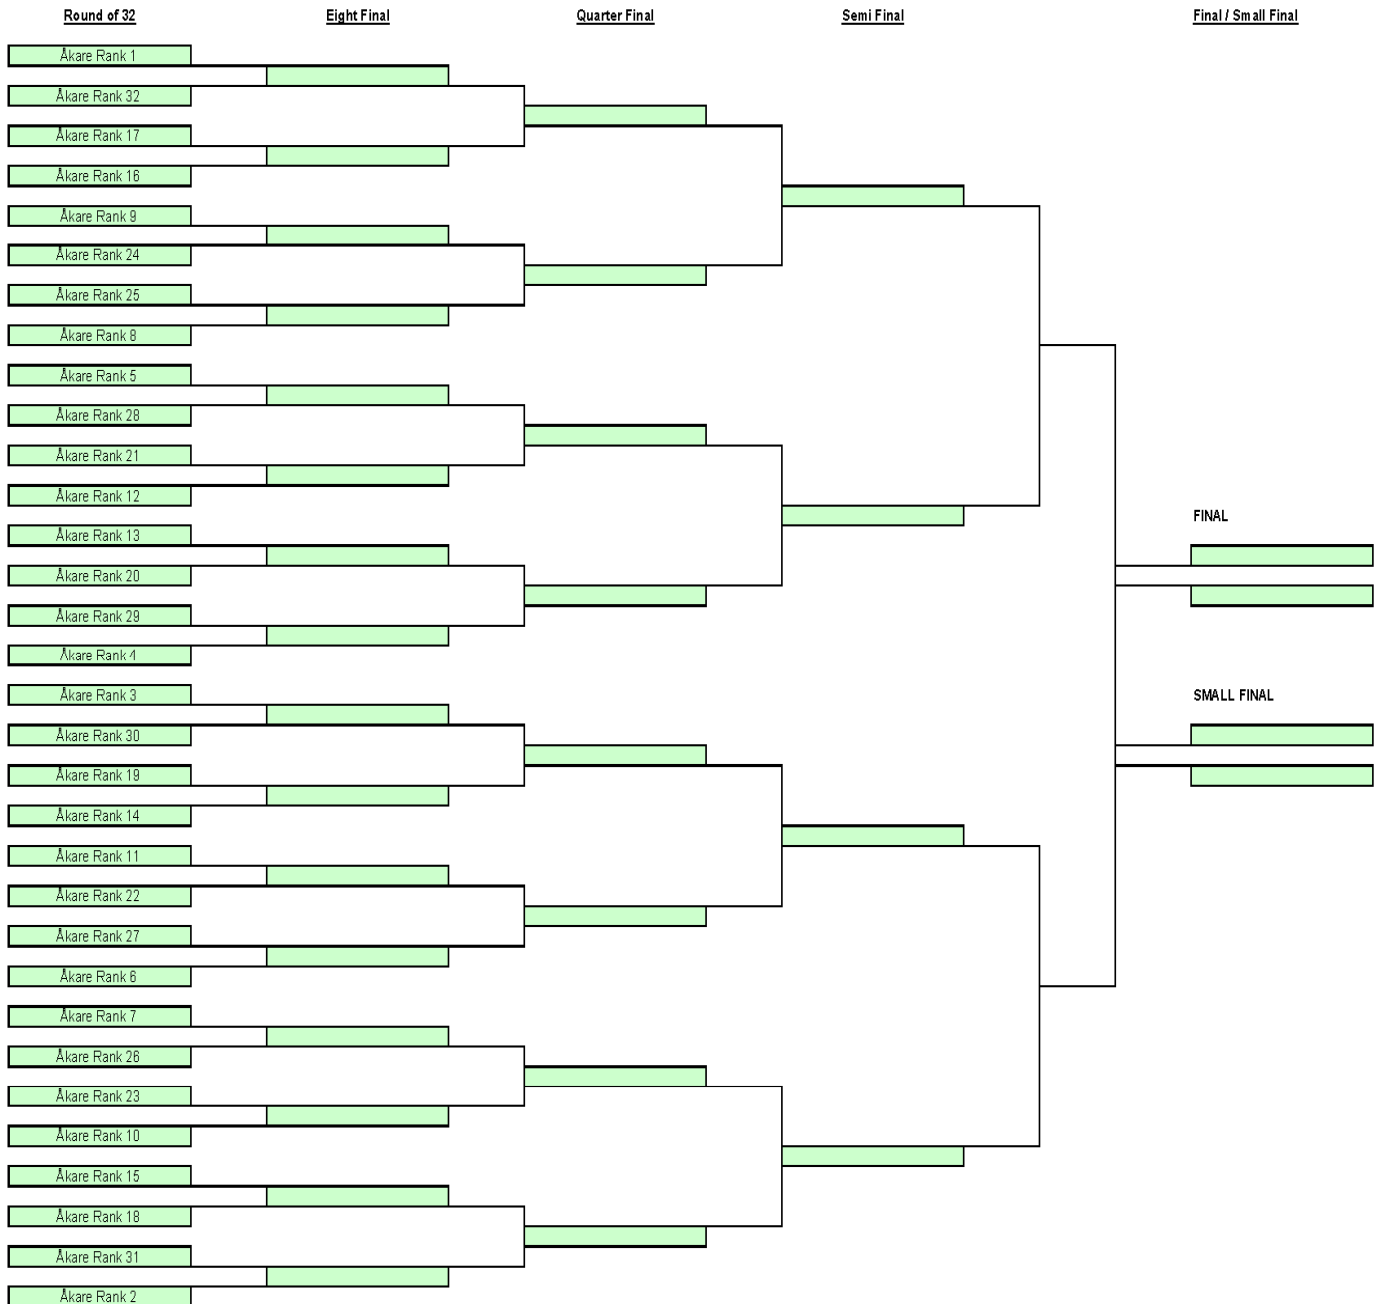 Round of 32
Eight Final
Quarter Final
Semi Final
Final / Small Final
Åkare Rank 1
Åkare Rank 32
Åkare Rank 17
Åkare Rank 16
Åkare Rank 9
Åkare Rank 24
Åkare Rank 25
Åkare Rank 8
Åkare Rank 5
Åkare Rank 28
Åkare Rank 21
Åkare Rank 12
Åkare Rank 13
Åkare Rank 20
Åkare Rank 29
Åkare Rank 4
Åkare Rank 3
Åkare Rank 30
Åkare Rank 19
Åkare Rank 14
Åkare Rank 11
Åkare Rank 22
Åkare Rank 27
Åkare Rank 6
Åkare Rank 7
Åkare Rank 26
Åkare Rank 23
Åkare Rank 10
Åkare Rank 15
Åkare Rank 18
Åkare Rank 31
Åkare Rank 2
FINAL
SMALL FINAL